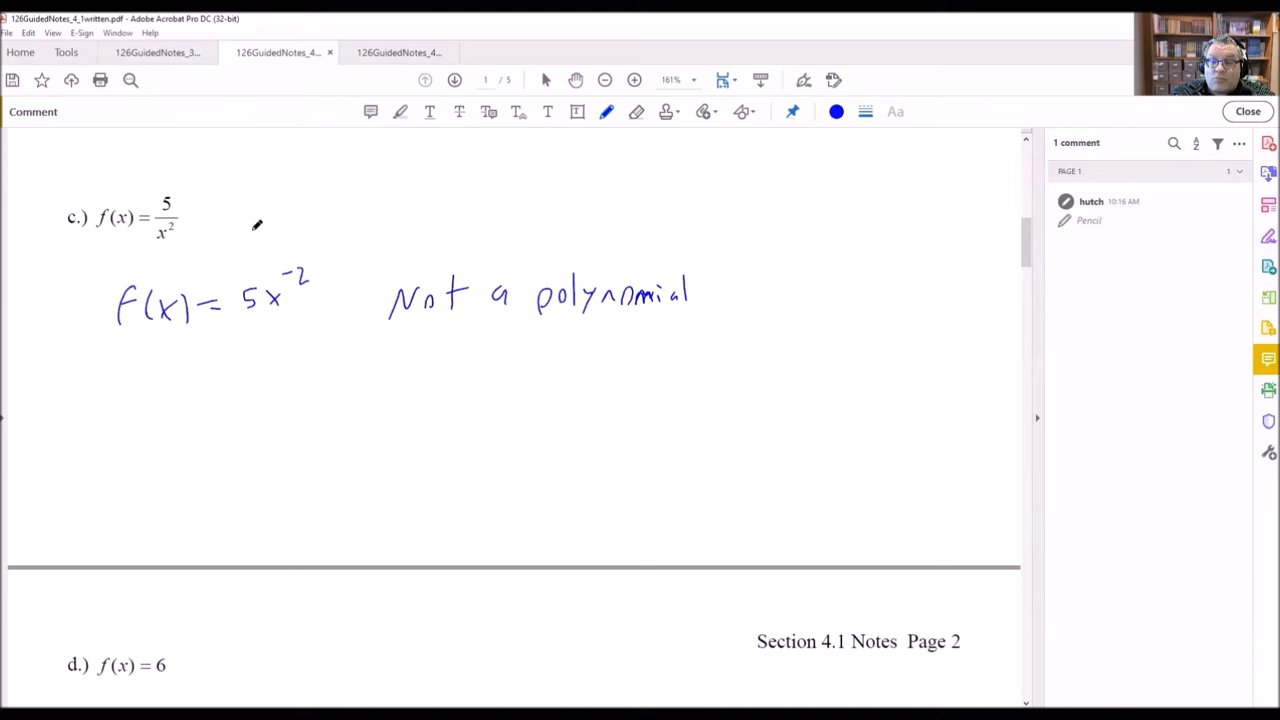 126GuidedNotes_4_1written.pdf - Adobe Acrobat Pro DC (32-bit)
File Edit View E-Sign Window Help
Home Tools 126GuidedNotes_3... 126GuidedNotes_4... × 126GuidedNotes_4...
1 / 5 161%
Comment Aa Close
1 comment
PAGE 1 1
hutch 10:16 AM
Pencil
c.) f(x) = 5/x²
f(x) = 5x⁻² Not a polynomial
Section 4.1 Notes Page 2
d.) f(x) = 6